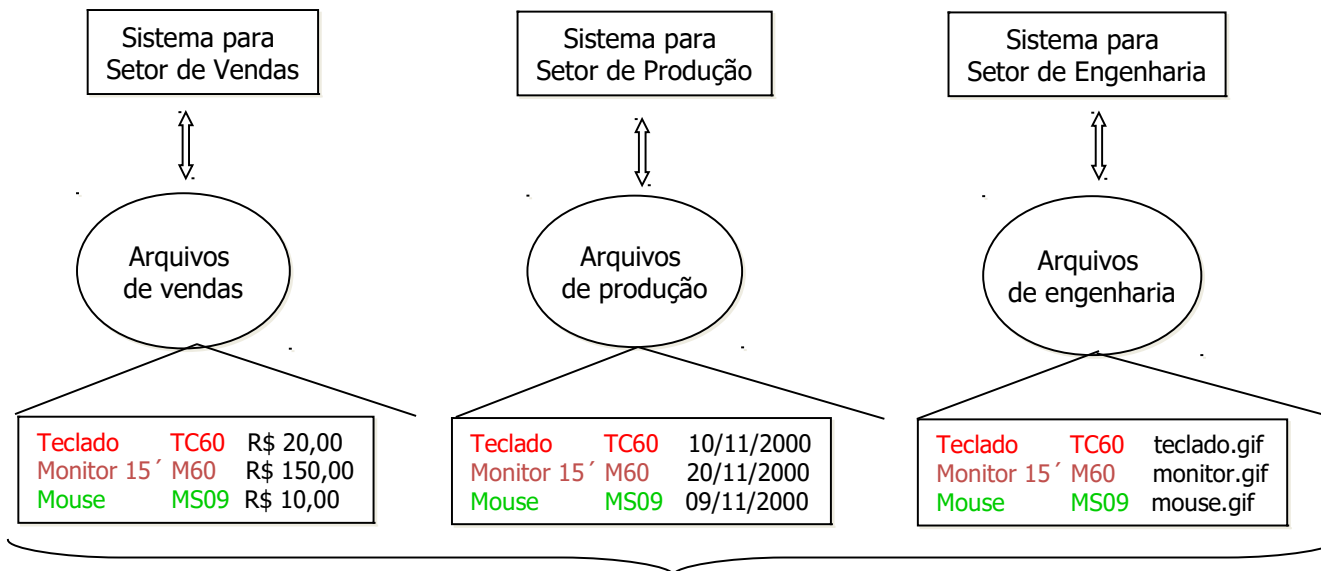 Sistema para
Setor de Vendas
Sistema para
Setor de Produção
Sistema para
Setor de Engenharia
Arquivos
de vendas
Arquivos
de produção
Arquivos
de engenharia
Teclado TC60 R$ 20,00
Monitor 15´ M60 R$ 150,00
Mouse MS09 R$ 10,00
Teclado TC60 10/11/2000
Monitor 15´ M60 20/11/2000
Mouse MS09 09/11/2000
Teclado TC60 teclado.gif
Monitor 15´ M60 monitor.gif
Mouse MS09 mouse.gif